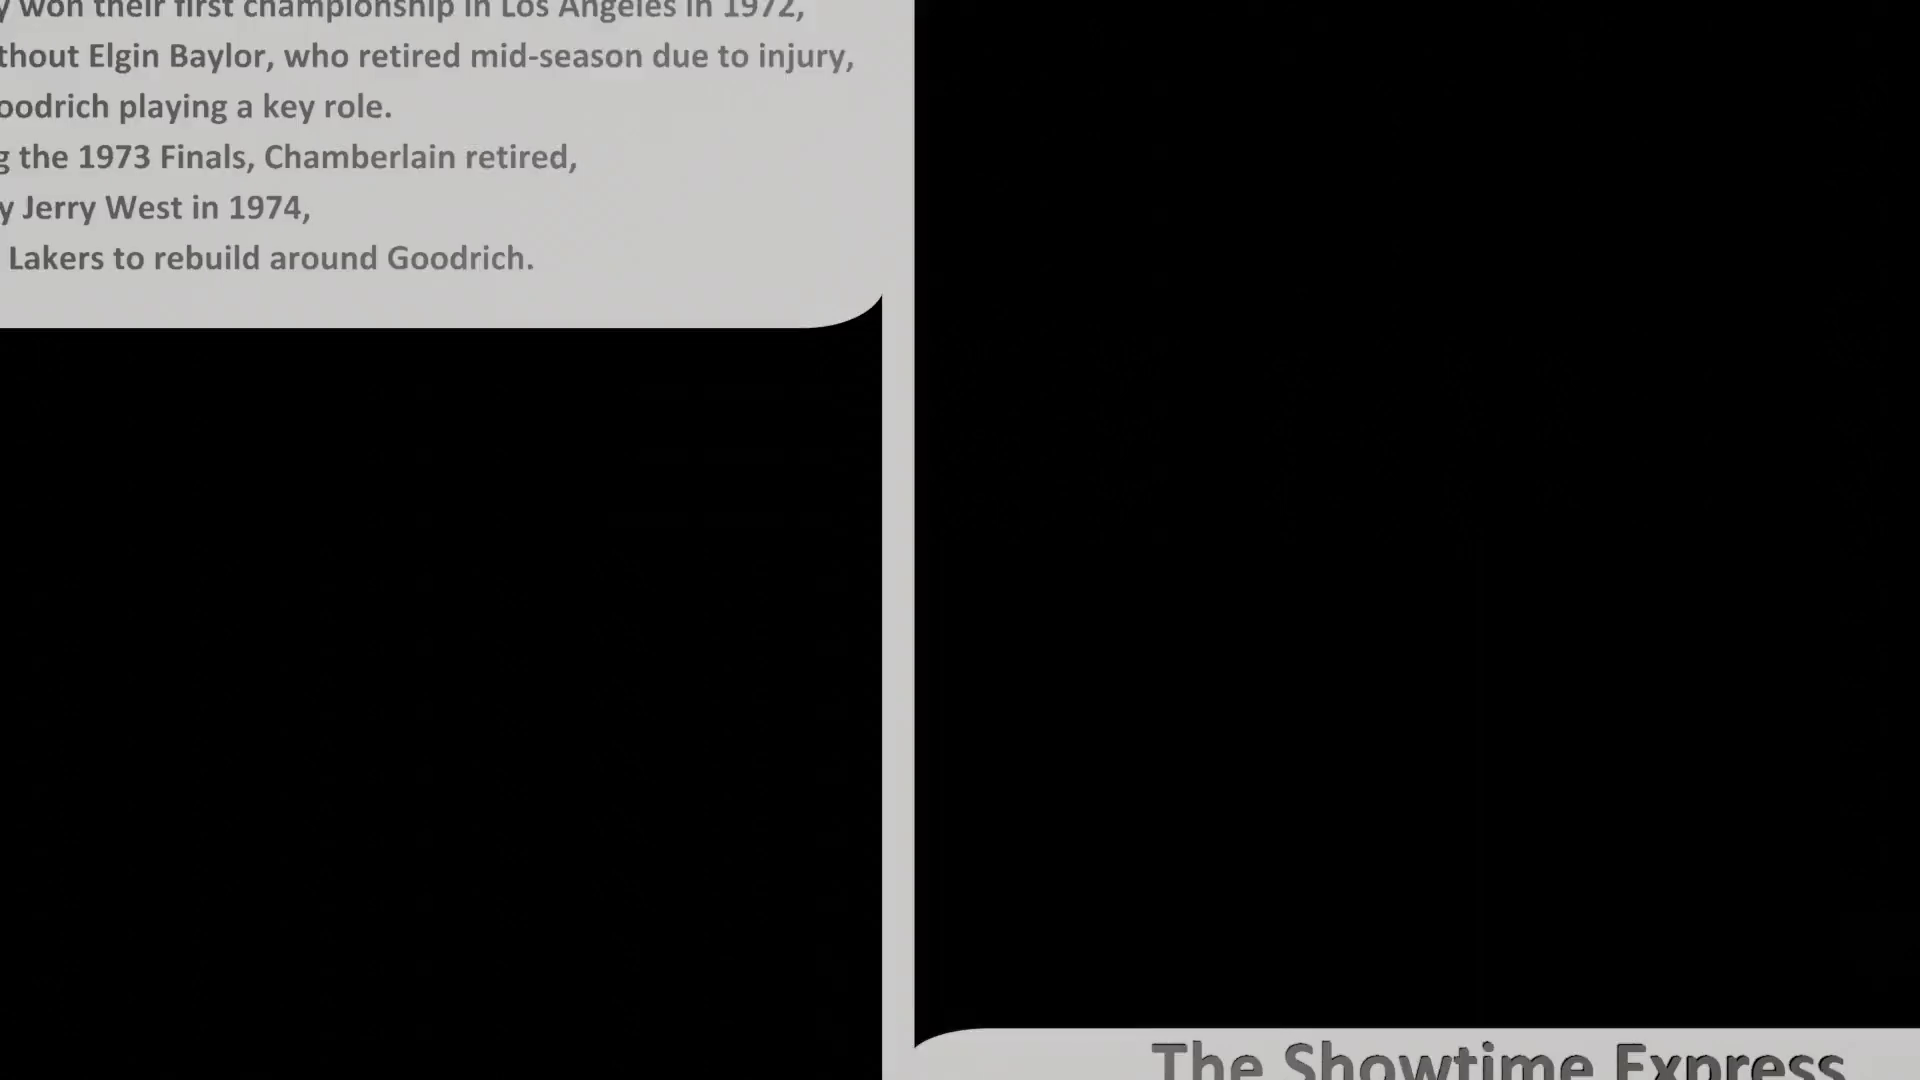 y won their first championship in Los Angeles in 1972,
thout Elgin Baylor, who retired mid-season due to injury,
oodrich playing a key role.
g the 1973 Finals, Chamberlain retired,
y Jerry West in 1974,
Lakers to rebuild around Goodrich.
The Showtime Express